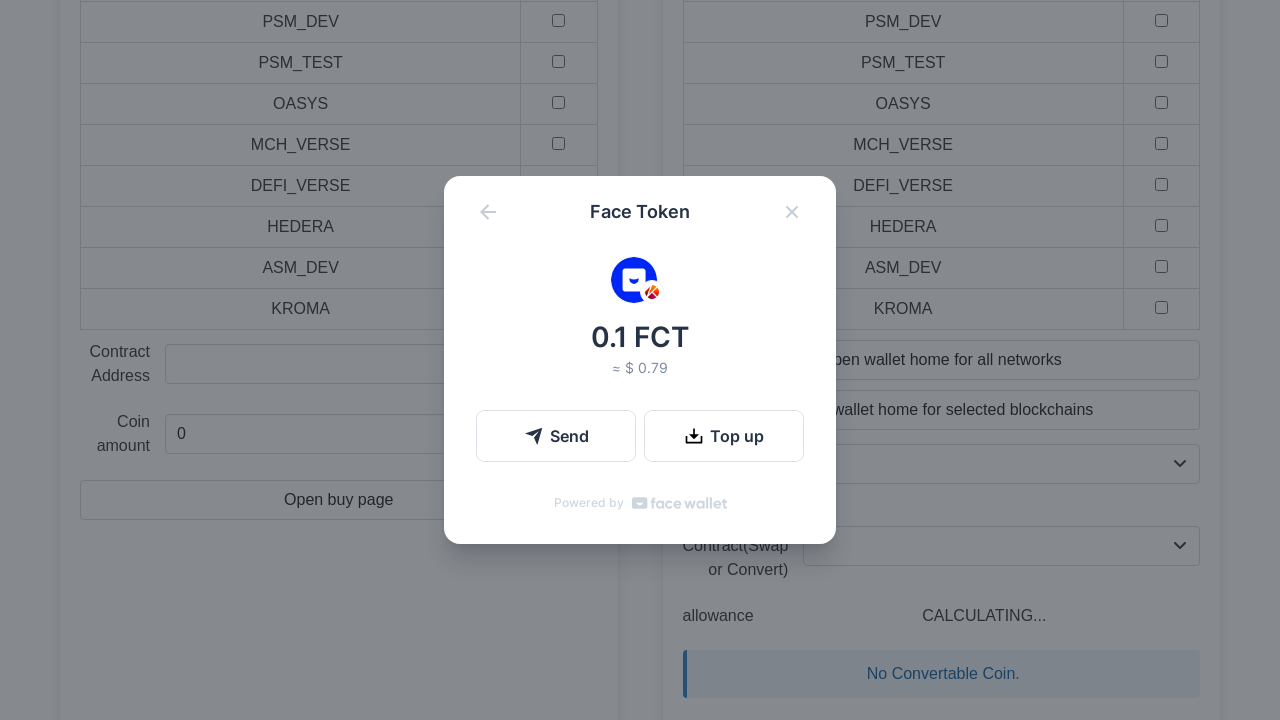 PSM_DEV
PSM_TEST
OASYS
MCH_VERSE
DEFI_VERSE
HEDERA
ASM_DEV
KROMA
Contract
Address
Coin
amount
0
Open buy page
Face Token
0.1 FCT
≈ $ 0.79
Send
Top up
Powered by face wallet
PSM_DEV
PSM_TEST
OASYS
MCH_VERSE
DEFI_VERSE
HEDERA
ASM_DEV
KROMA
wallet home for all networks
wallet home for selected blockchains
Contract(Swap
or Convert)
allowance
CALCULATING...
No Convertable Coin.